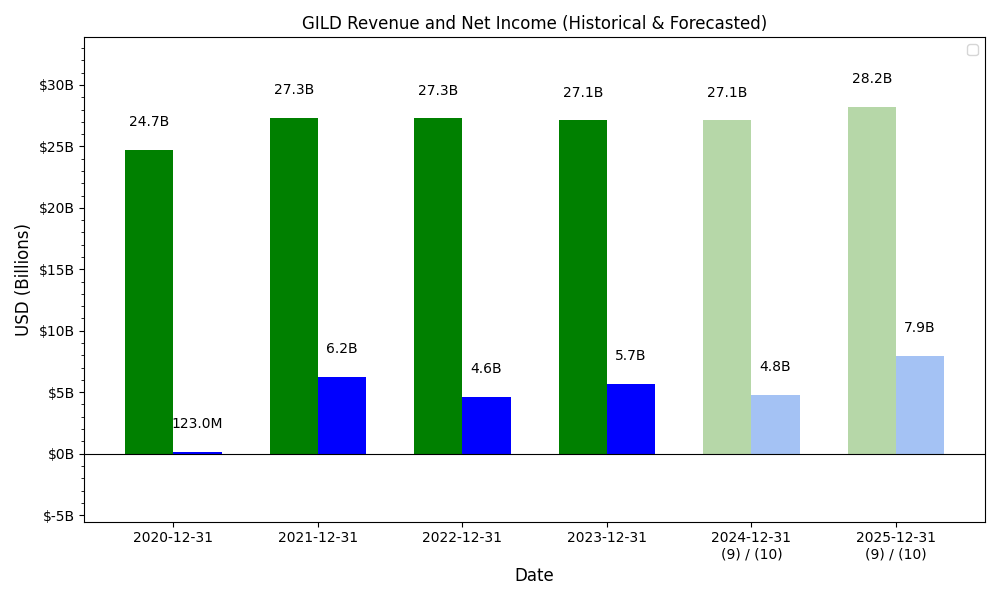 GILD Revenue and Net Income (Historical & Forecasted)
USD (Billions)
$30B
$25B
$20B
$15B
$10B
$5B
$0B
$-5B
24.7B
123.0M
27.3B
6.2B
27.3B
4.6B
27.1B
5.7B
27.1B
4.8B
28.2B
7.9B
2020-12-31
2021-12-31
2022-12-31
2023-12-31
2024-12-31
(9) / (10)
2025-12-31
(9) / (10)
Date